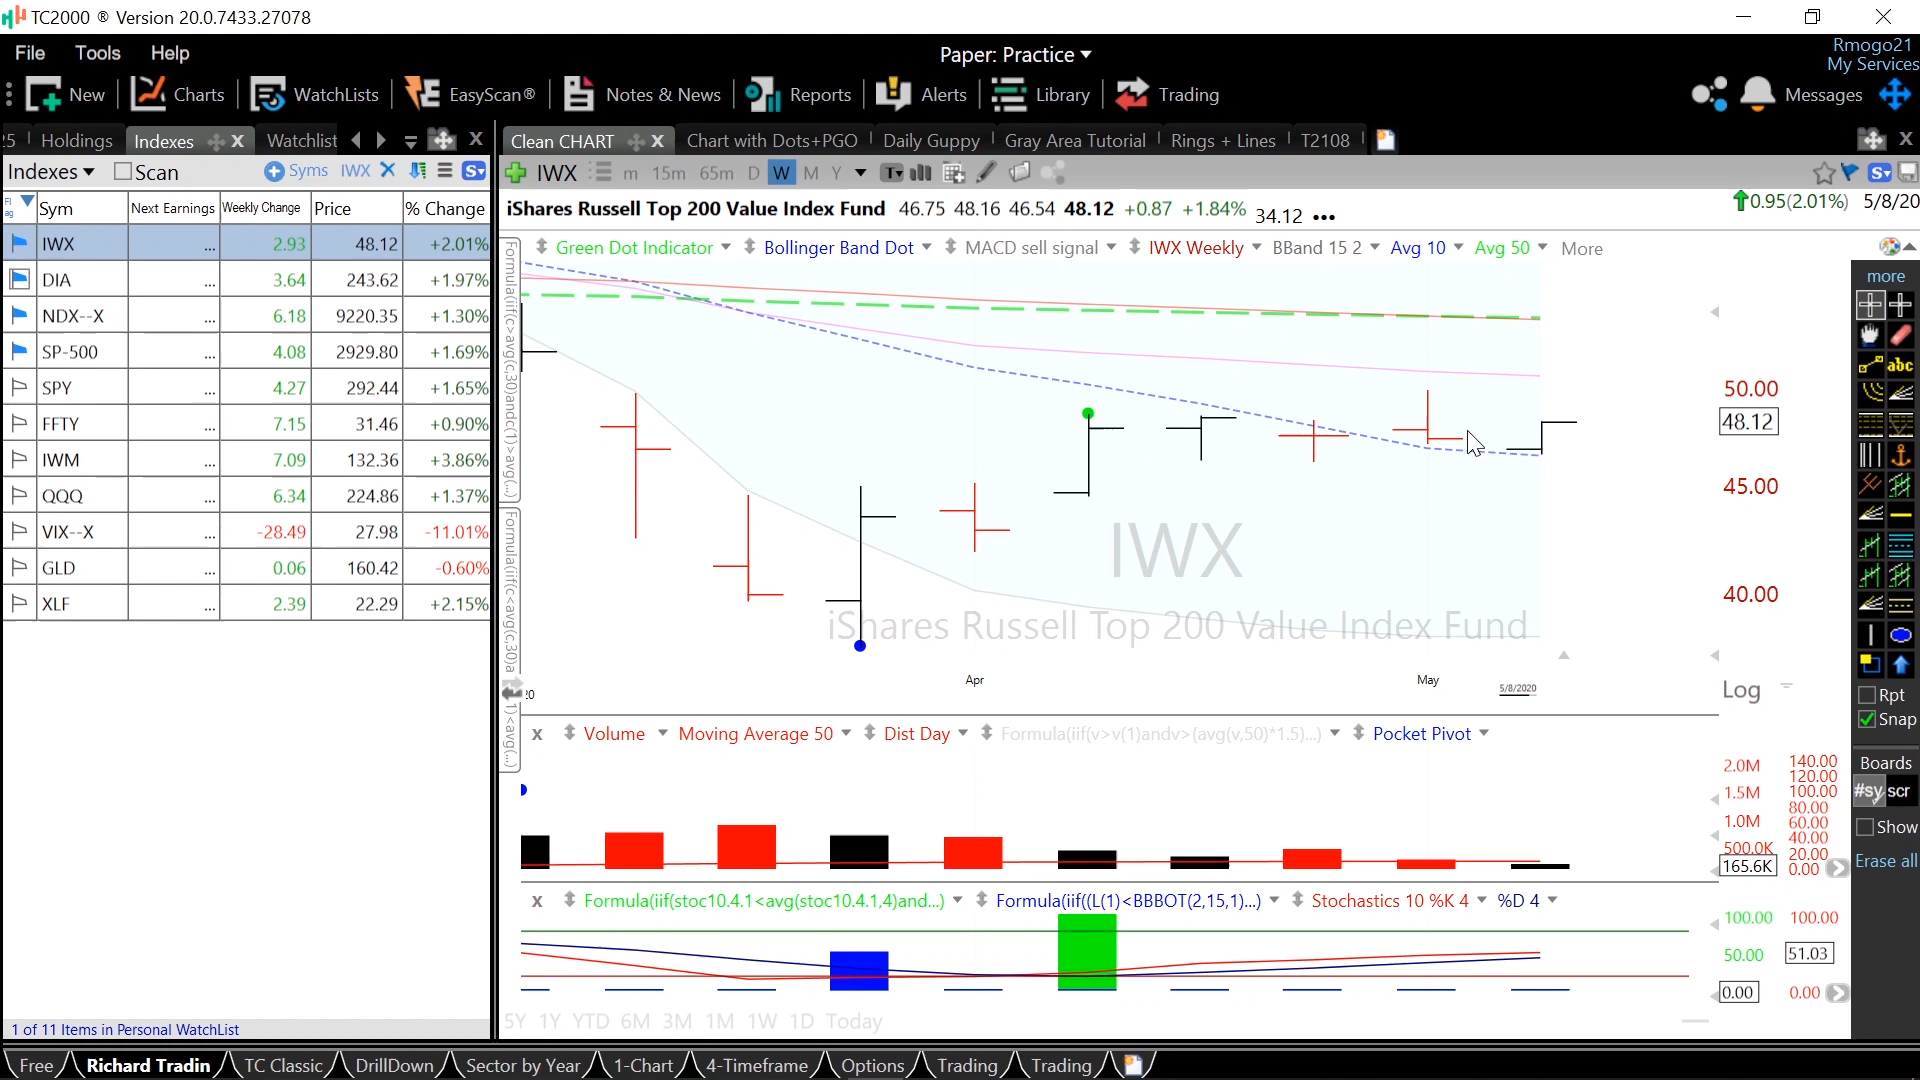 TC2000 ® Version 20.0.7433.27078
File Tools Help
Paper: Practice
Rmogo21
My Services
New Charts WatchLists EasyScan® Notes & News Reports Alerts Library Trading Messages
25 Holdings Indexes X Watchlist X
Clean CHART X Chart with Dots+PGO Daily Guppy Gray Area Tutorial Rings + Lines T2108 X
Indexes Scan Syms IWX
IWX m 15m 65m D W M Y
Sym Next Earnings Weekly Change Price % Change
iShares Russell Top 200 Value Index Fund 46.75 48.16 46.54 48.12 +0.87 +1.84% 34.12 •••
0.95(2.01%) 5/8/20
IWX ... 2.93 48.12 +2.01%
DIA ... 3.64 243.62 +1.97%
NDX--X ... 6.18 9220.35 +1.30%
SP-500 ... 4.08 2929.80 +1.69%
SPY ... 4.27 292.44 +1.65%
FFTY ... 7.15 31.46 +0.90%
IWM ... 7.09 132.36 +3.86%
QQQ ... 6.34 224.86 +1.37%
VIX--X ... -28.49 27.98 -11.01%
GLD ... 0.06 160.42 -0.60%
XLF ... 2.39 22.29 +2.15%
1 of 11 Items in Personal WatchList
Green Dot Indicator Bollinger Band Dot MACD sell signal IWX Weekly BBand 15 2 Avg 10 Avg 50 More
Formula(iif(c>avg(c,30)andc(1)>avg(...)
50.00
48.12
45.00
40.00
IWX
iShares Russell Top 200 Value Index Fund
Apr
May
5/8/2020
Log
X Volume Moving Average 50 Dist Day Formula(iif(v>v(1)andv>(avg(v,50)*1.5)...) Pocket Pivot
2.0M 140.00
120.00
1.5M 100.00
80.00
1.0M 60.00
40.00
500.0K 20.00
165.6K 0.00
X Formula(iif(stoc10.4.1<avg(stoc10.4.1,4)and...) Formula(iif((L(1)<BBBOT(2,15,1)...) Stochastics 10 %K 4 %D 4
100.00 100.00
50.00 51.03
0.00 0.00
5Y 1Y YTD 6M 3M 1M 1W 1D Today
more
abc
Rpt
Snap
Boards
#sy scr
Show
Erase all
Free Richard Tradin TC Classic DrillDown Sector by Year 1-Chart 4-Timeframe Options Trading Trading